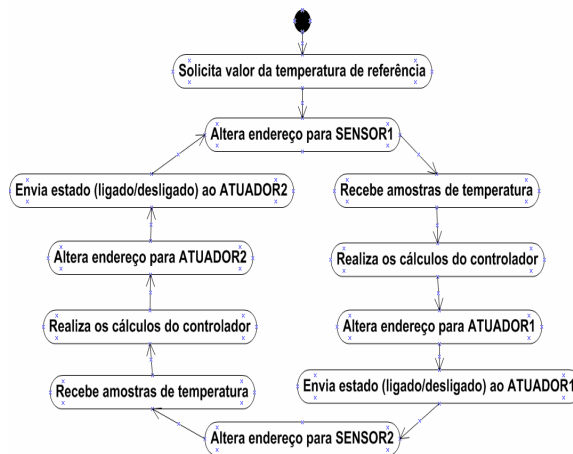 Solicita valor da temperatura de referência
Altera endereço para SENSOR1
Recebe amostras de temperatura
Realiza os cálculos do controlador
Altera endereço para ATUADOR1
Envia estado (ligado/desligado) ao ATUADOR1
Altera endereço para SENSOR2
Recebe amostras de temperatura
Realiza os cálculos do controlador
Altera endereço para ATUADOR2
Envia estado (ligado/desligado) ao ATUADOR2